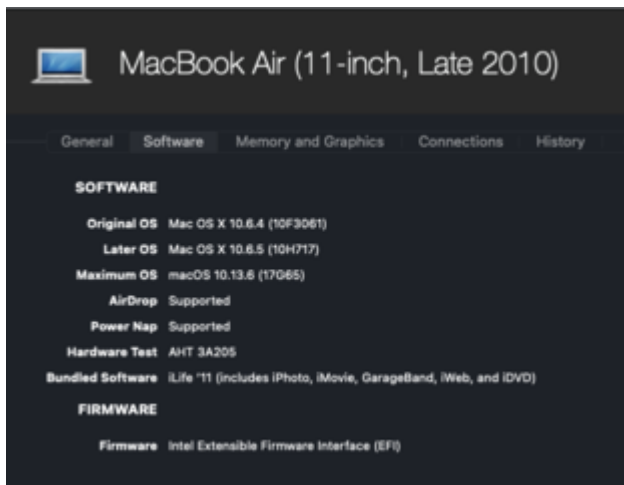 MacBook Air (11-inch, Late 2010)
General Software Memory and Graphics Connections History
SOFTWARE
Original OS Mac OS X 10.6.4 (10F3061)
Later OS Mac OS X 10.6.5 (10H717)
Maximum OS macOS 10.13.6 (17G65)
AirDrop Supported
Power Nap Supported
Hardware Test AHT 3A205
Bundled Software iLife '11 (includes iPhoto, iMovie, GarageBand, iWeb, and iDVD)
FIRMWARE
Firmware Intel Extensible Firmware Interface (EFI)